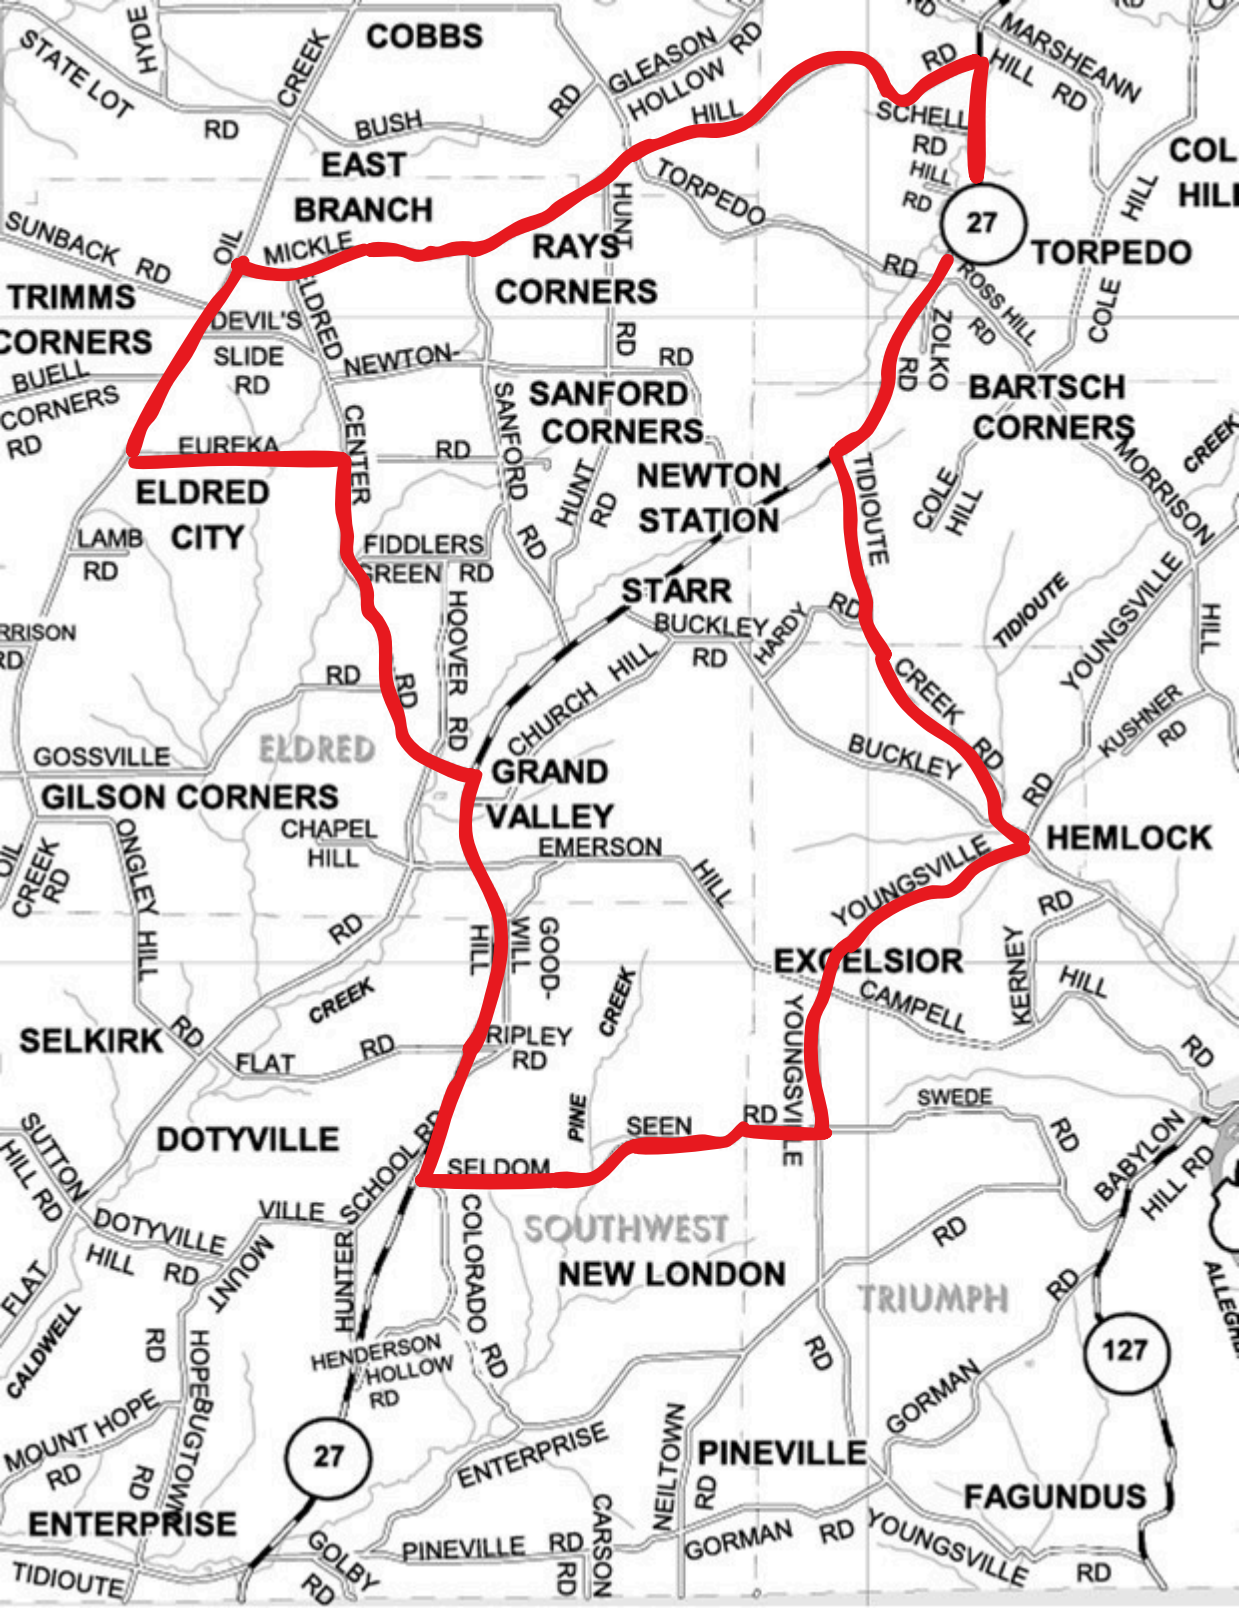 HYDE
COBBS
GLEASON RD
HOLLOW
MARSHEANN
RD
STATE LOT
RD
CREEK
RD
RD
HILL
RD
BUSH
HILL
SCHELL
RD
HILL
RD
COL
HILL
EAST
BRANCH
TORPEDO
HUNT
27
HILL
TORPEDO
SUNBACK RD
OIL
MICKLE
RAYS
CORNERS
RD
ROSS HILL
RD
COLE
TRIMMS
CORNERS
ELDRED
DEVIL'S
SLIDE
RD
NEWTON-
RD
RD
ZOLKO
RD
BUELL
CORNERS
RD
SANFORD
CORNERS
BARTSCH
CORNERS
CENTER
SANFORD
EUREKA
RD
CREEK
ELDRED
CITY
HUNT
RD
NEWTON
STATION
TIDIOUTE
COLE
HILL
MORRISON
LAMB
RD
FIDDLERS
GREEN RD
RD
STARR
BUCKLEY
RD
HARDY
RD
TIDIOUTE
YOUNGSVILLE
HILL
RRISON
RD
HOOVER
RD
RD
RD
CHURCH HILL
CREEK
RD
KUSHNER
RD
GOSSVILLE
ELDRED
BUCKLEY
GILSON CORNERS
GRAND
VALLEY
RD
CHAPEL
HILL
EMERSON
HILL
HEMLOCK
OIL
CREEK
RD
LONGLEY HILL
RD
RD
HILL
GOOD-
WILL
YOUNGSVILLE
RD
EXCELSIOR
KERNEY
HILL
CREEK
CREEK
CAMPELL
YOUNGSVILLE
SELKIRK
FLAT
RD
RIPLEY
RD
RD
SUTTON
HILL RD
DOTYVILLE
PINE
SEEN
RD
SWEDE
RD
BABYLON
HILL RD
SCHOOL RD
SELDOM
DOTYVILLE
HILL RD
VILLE
MOUNT
HUNTER
COLORADO
RD
SOUTHWEST
NEW LONDON
RD
TRIUMPH
RD
FLAT
CALDWELL
ALLEGHE
RD
HENDERSON
HOLLOW
RD
RD
127
HOPEBUGTOWN
RD
MOUNT HOPE
RD
GORMAN
27
ENTERPRISE
NEILTOWN
RD
PINEVILLE
FAGUNDUS
ENTERPRISE
TIDIOUTE
GOLBY
RD
PINEVILLE RD
CARSON
RD
GORMAN RD
YOUNGSVILLE
RD